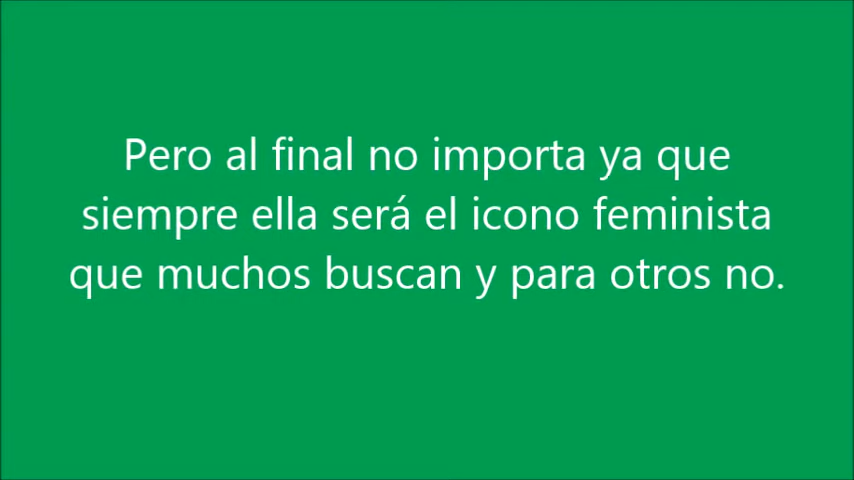 Pero al final no importa ya que
siempre ella será el icono feminista
que muchos buscan y para otros no.